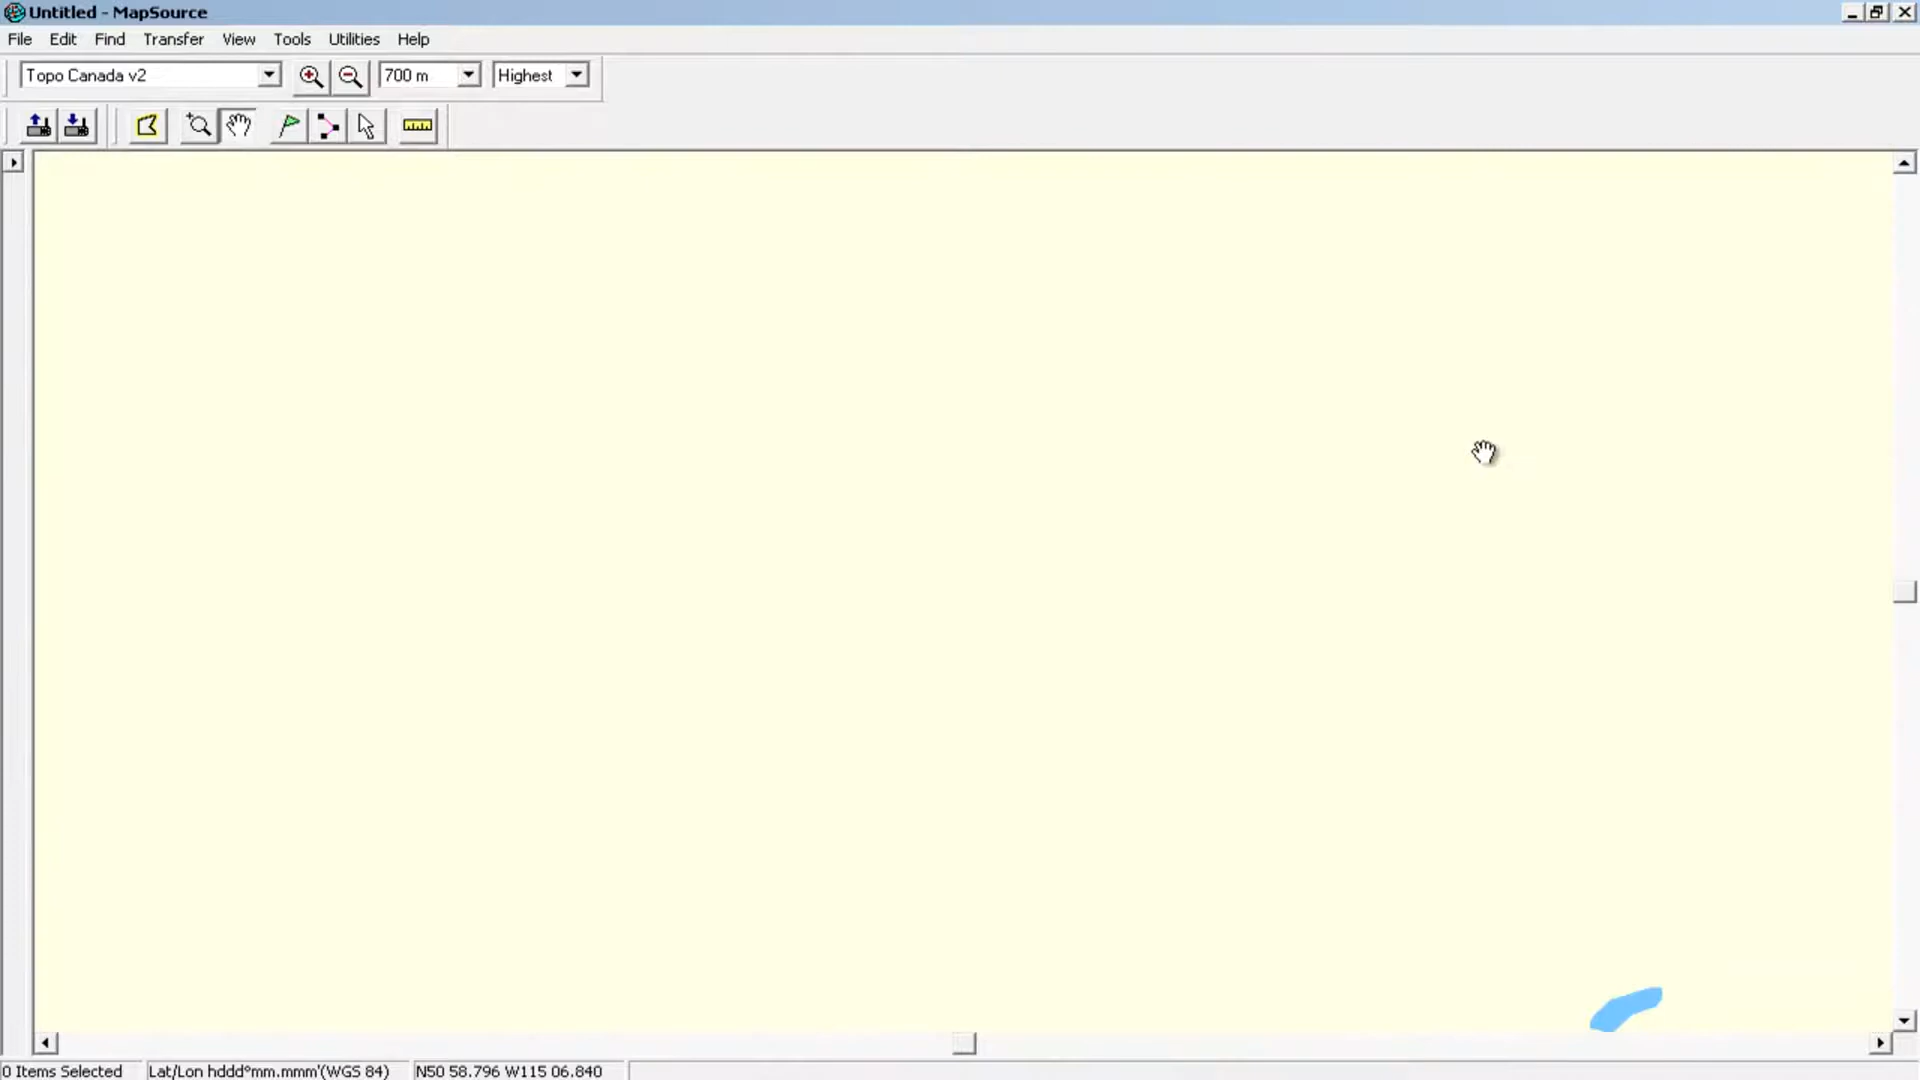 Untitled - MapSource
File Edit Find Transfer View Tools Utilities Help
Topo Canada v2 700 m Highest
0 Items Selected Lat/Lon hddd°mm.mmm'(WGS 84) N50 58.796 W115 06.840